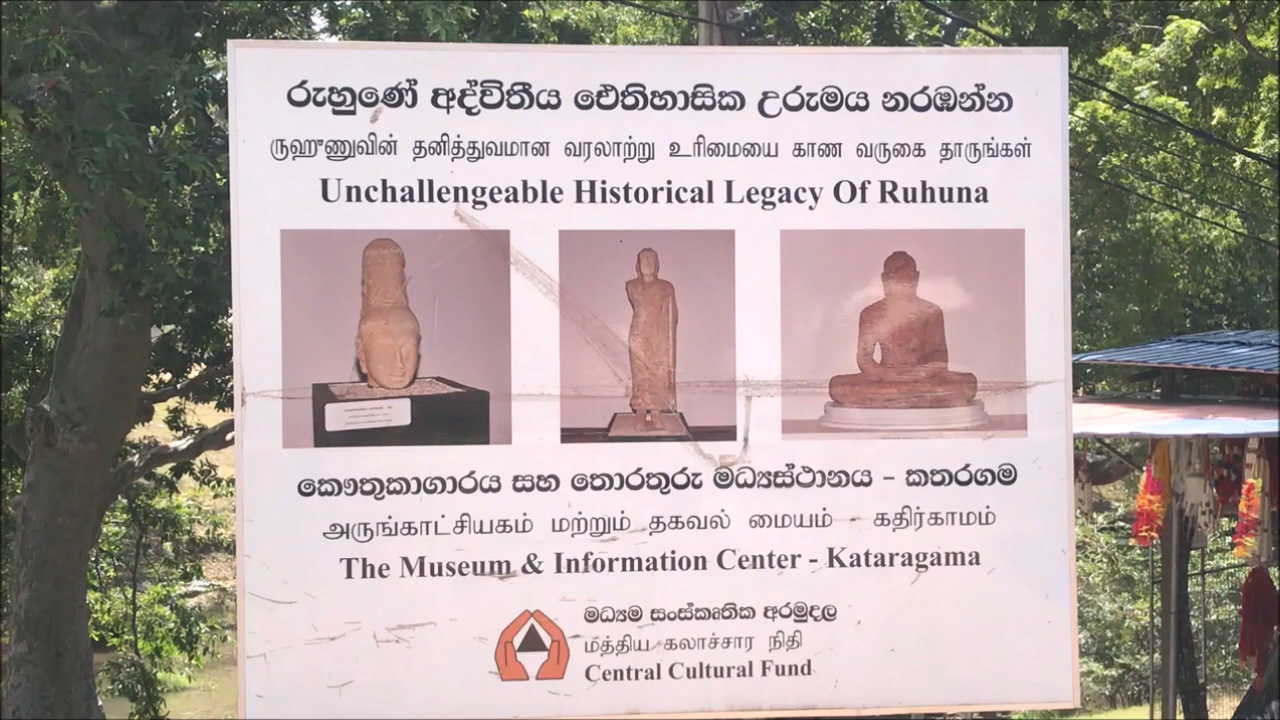 රුහුණේ අද්විතීය ඓතිහාසික උරුමය නරඹන්න
ருஹுணுவின் தனித்துவமான வரலாற்று உரிமையை காண வருகை தாருங்கள்
Unchallengeable Historical Legacy Of Ruhuna
කෞතුකාගාරය සහ තොරතුරු මධ්‍යස්ථානය - කතරගම
அருங்காட்சியகம் மற்றும் தகவல் மையம் - கதிர்காமம்
The Museum & Information Center - Kataragama
මධ්‍යම සංස්කෘතික අරමුදල
மத்திய கலாச்சார நிதி
Central Cultural Fund